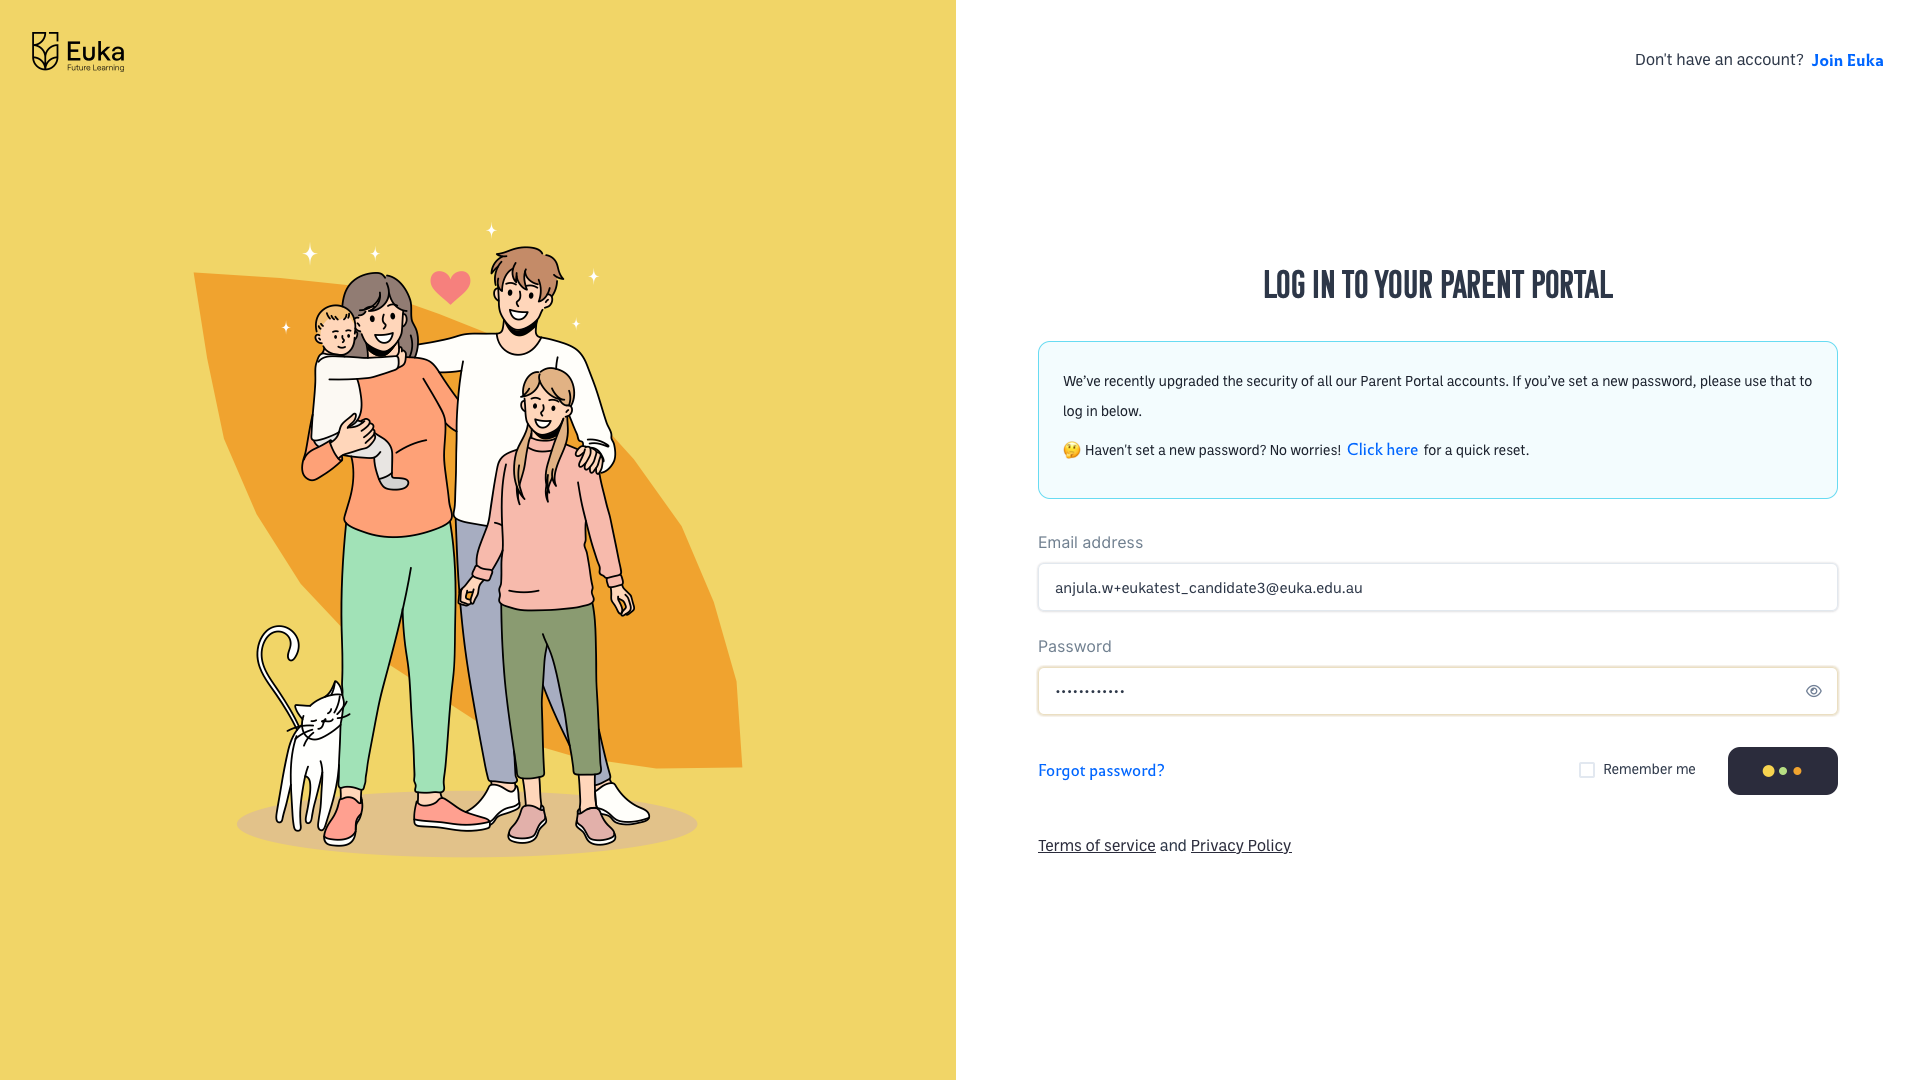 Euka
Future Learning
Don't have an account? Join Euka
LOG IN TO YOUR PARENT PORTAL
We’ve recently upgraded the security of all our Parent Portal accounts. If you’ve set a new password, please use that to
log in below.
🤔 Haven't set a new password? No worries! Click here for a quick reset.
Email address
anjula.w+eukatest_candidate3@euka.edu.au
Password
••••••••••••
Forgot password?
Remember me
Terms of service and Privacy Policy